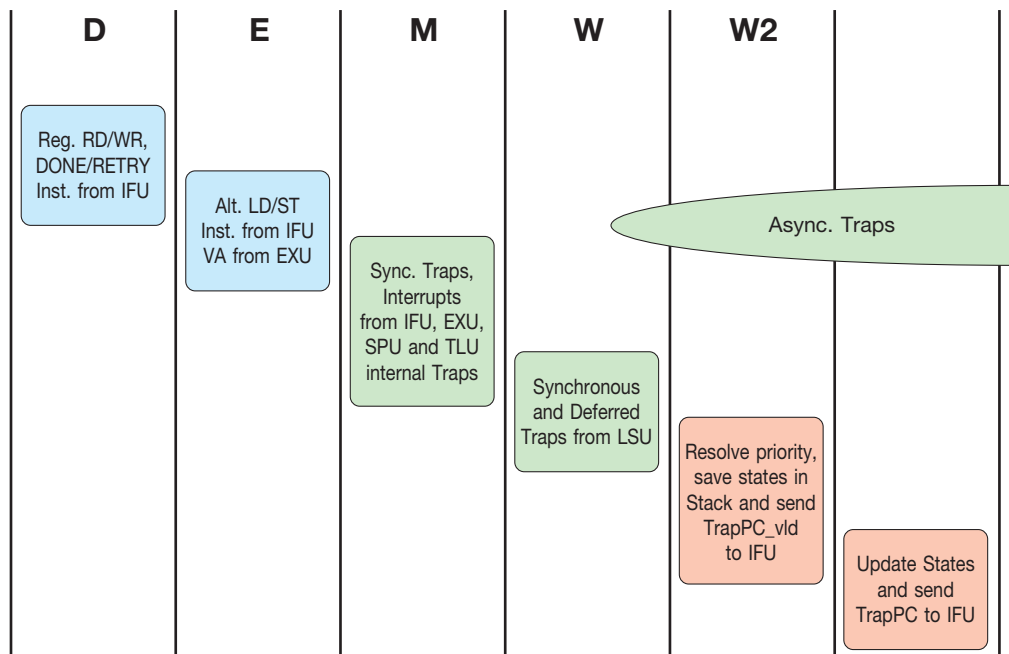 D
E
M
W
W2
Reg. RD/WR,
DONE/RETRY
Inst. from IFU
Alt. LD/ST
Inst. from IFU
VA from EXU
Sync. Traps,
Interrupts
from IFU, EXU,
SPU and TLU
internal Traps
Synchronous
and Deferred
Traps from LSU
Async. Traps
Resolve priority,
save states in
Stack and send
TrapPC_vld
to IFU
Update States
and send
TrapPC to IFU